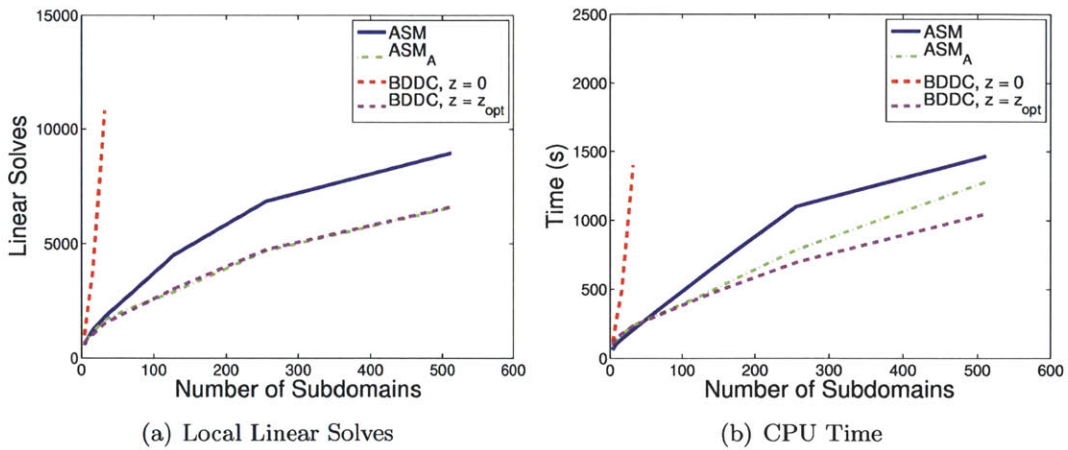 15000
10000
5000
0
0
100
200
300
400
500
600
Linear Solves
Number of Subdomains
ASM
ASM_A
BDDC, z = 0
BDDC, z = z_opt
(a) Local Linear Solves
2500
2000
1500
1000
500
0
0
100
200
300
400
500
600
Time (s)
Number of Subdomains
ASM
ASM_A
BDDC, z = 0
BDDC, z = z_opt
(b) CPU Time